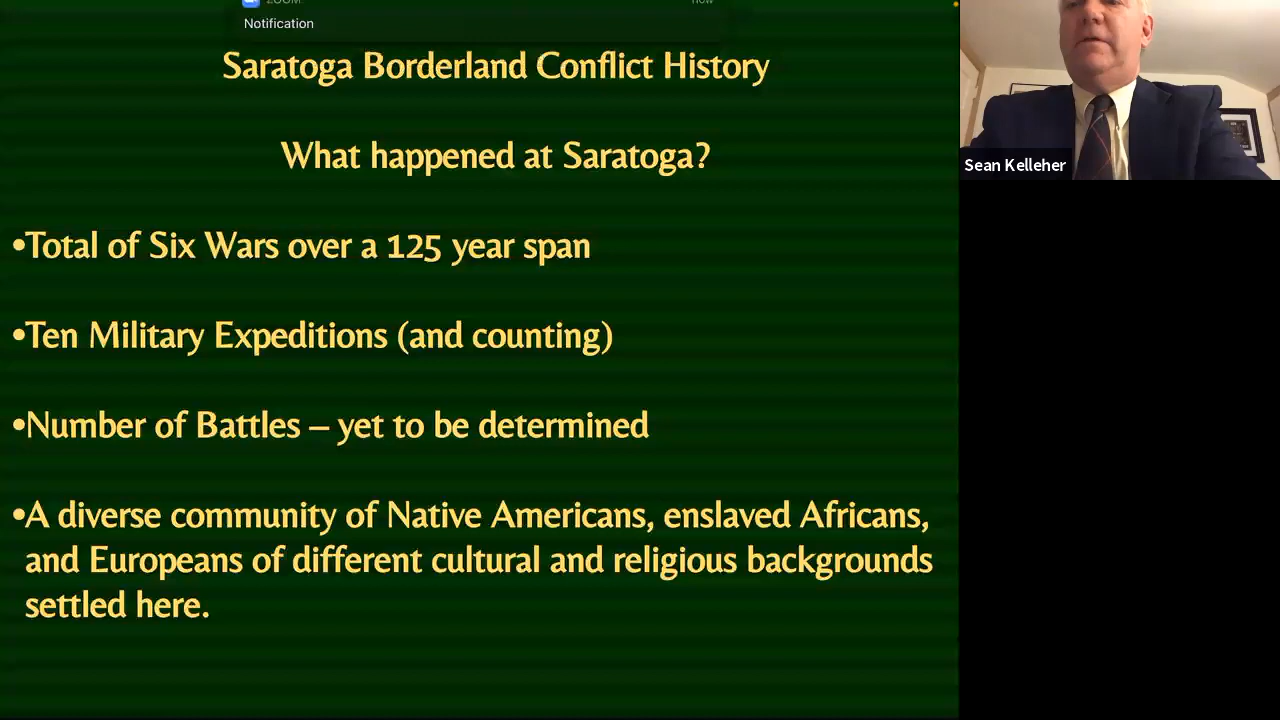 ZOOM
now
Notification
Saratoga Borderland Conflict History
What happened at Saratoga?
•Total of Six Wars over a 125 year span
•Ten Military Expeditions (and counting)
•Number of Battles – yet to be determined
•A diverse community of Native Americans, enslaved Africans,
and Europeans of different cultural and religious backgrounds
settled here.
Sean Kelleher